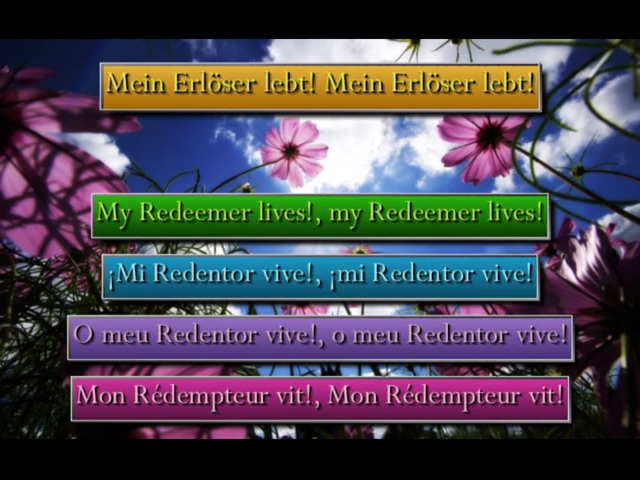 Mein Erlöser lebt! Mein Erlöser lebt!
My Redeemer lives!, my Redeemer lives!
¡Mi Redentor vive!, ¡mi Redentor vive!
O meu Redentor vive!, o meu Redentor vive!
Mon Rédempteur vit!, Mon Rédempteur vit!